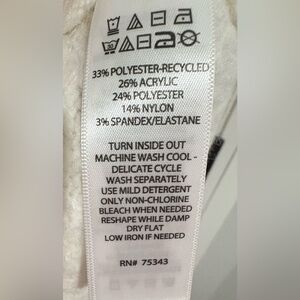 33% POLYESTER-RECYCLED
26% ACRYLIC
24% POLYESTER
14% NYLON
3% SPANDEX/ELASTANE
TURN INSIDE OUT
MACHINE WASH COOL -
DELICATE CYCLE
WASH SEPARATELY
USE MILD DETERGENT
ONLY NON-CHLORINE
BLEACH WHEN NEEDED
RESHAPE WHILE DAMP
DRY FLAT
LOW IRON IF NEEDED
RN# 75343